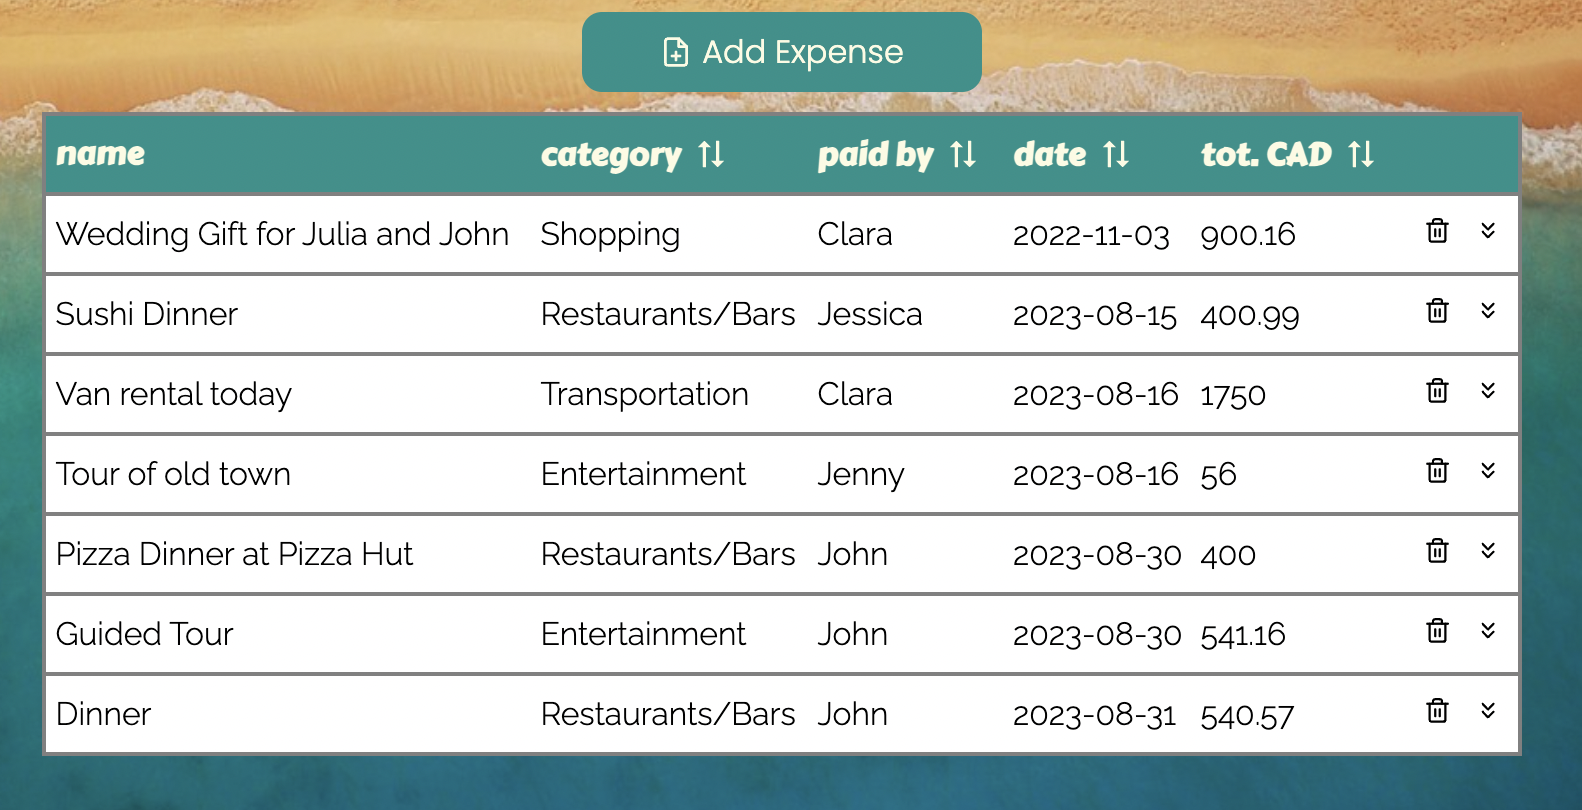 Add Expense
name category paid by date tot. CAD
Wedding Gift for Julia and John Shopping Clara 2022-11-03 900.16
Sushi Dinner Restaurants/Bars Jessica 2023-08-15 400.99
Van rental today Transportation Clara 2023-08-16 1750
Tour of old town Entertainment Jenny 2023-08-16 56
Pizza Dinner at Pizza Hut Restaurants/Bars John 2023-08-30 400
Guided Tour Entertainment John 2023-08-30 541.16
Dinner Restaurants/Bars John 2023-08-31 540.57